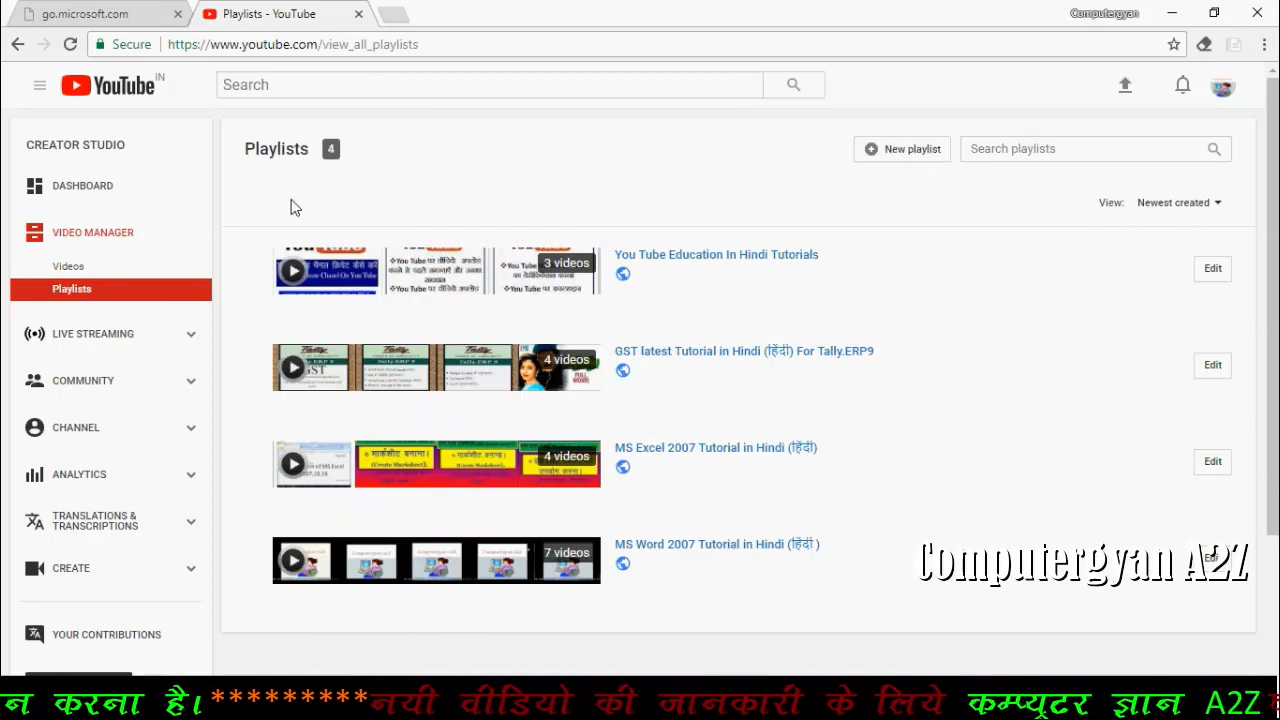 go.microsoft.com
Playlists - YouTube
Computergyan
Secure
https://www.youtube.com/view_all_playlists
YouTube IN
Search
CREATOR STUDIO
Playlists 4
New playlist
Search playlists
DASHBOARD
View: Newest created
VIDEO MANAGER
Videos
Playlists
3 videos
You Tube Education In Hindi Tutorials
Edit
LIVE STREAMING
4 videos
GST latest Tutorial in Hindi (हिंदी) For Tally.ERP9
Edit
COMMUNITY
CHANNEL
4 videos
MS Excel 2007 Tutorial in Hindi (हिंदी)
Edit
ANALYTICS
TRANSLATIONS &
TRANSCRIPTIONS
7 videos
MS Word 2007 Tutorial in Hindi (हिंदी )
Computergyan A2Z
CREATE
YOUR CONTRIBUTIONS
न करना है। *********नयी वीडियो की जानकारी के लिये कम्प्युटर ज्ञान A2Z